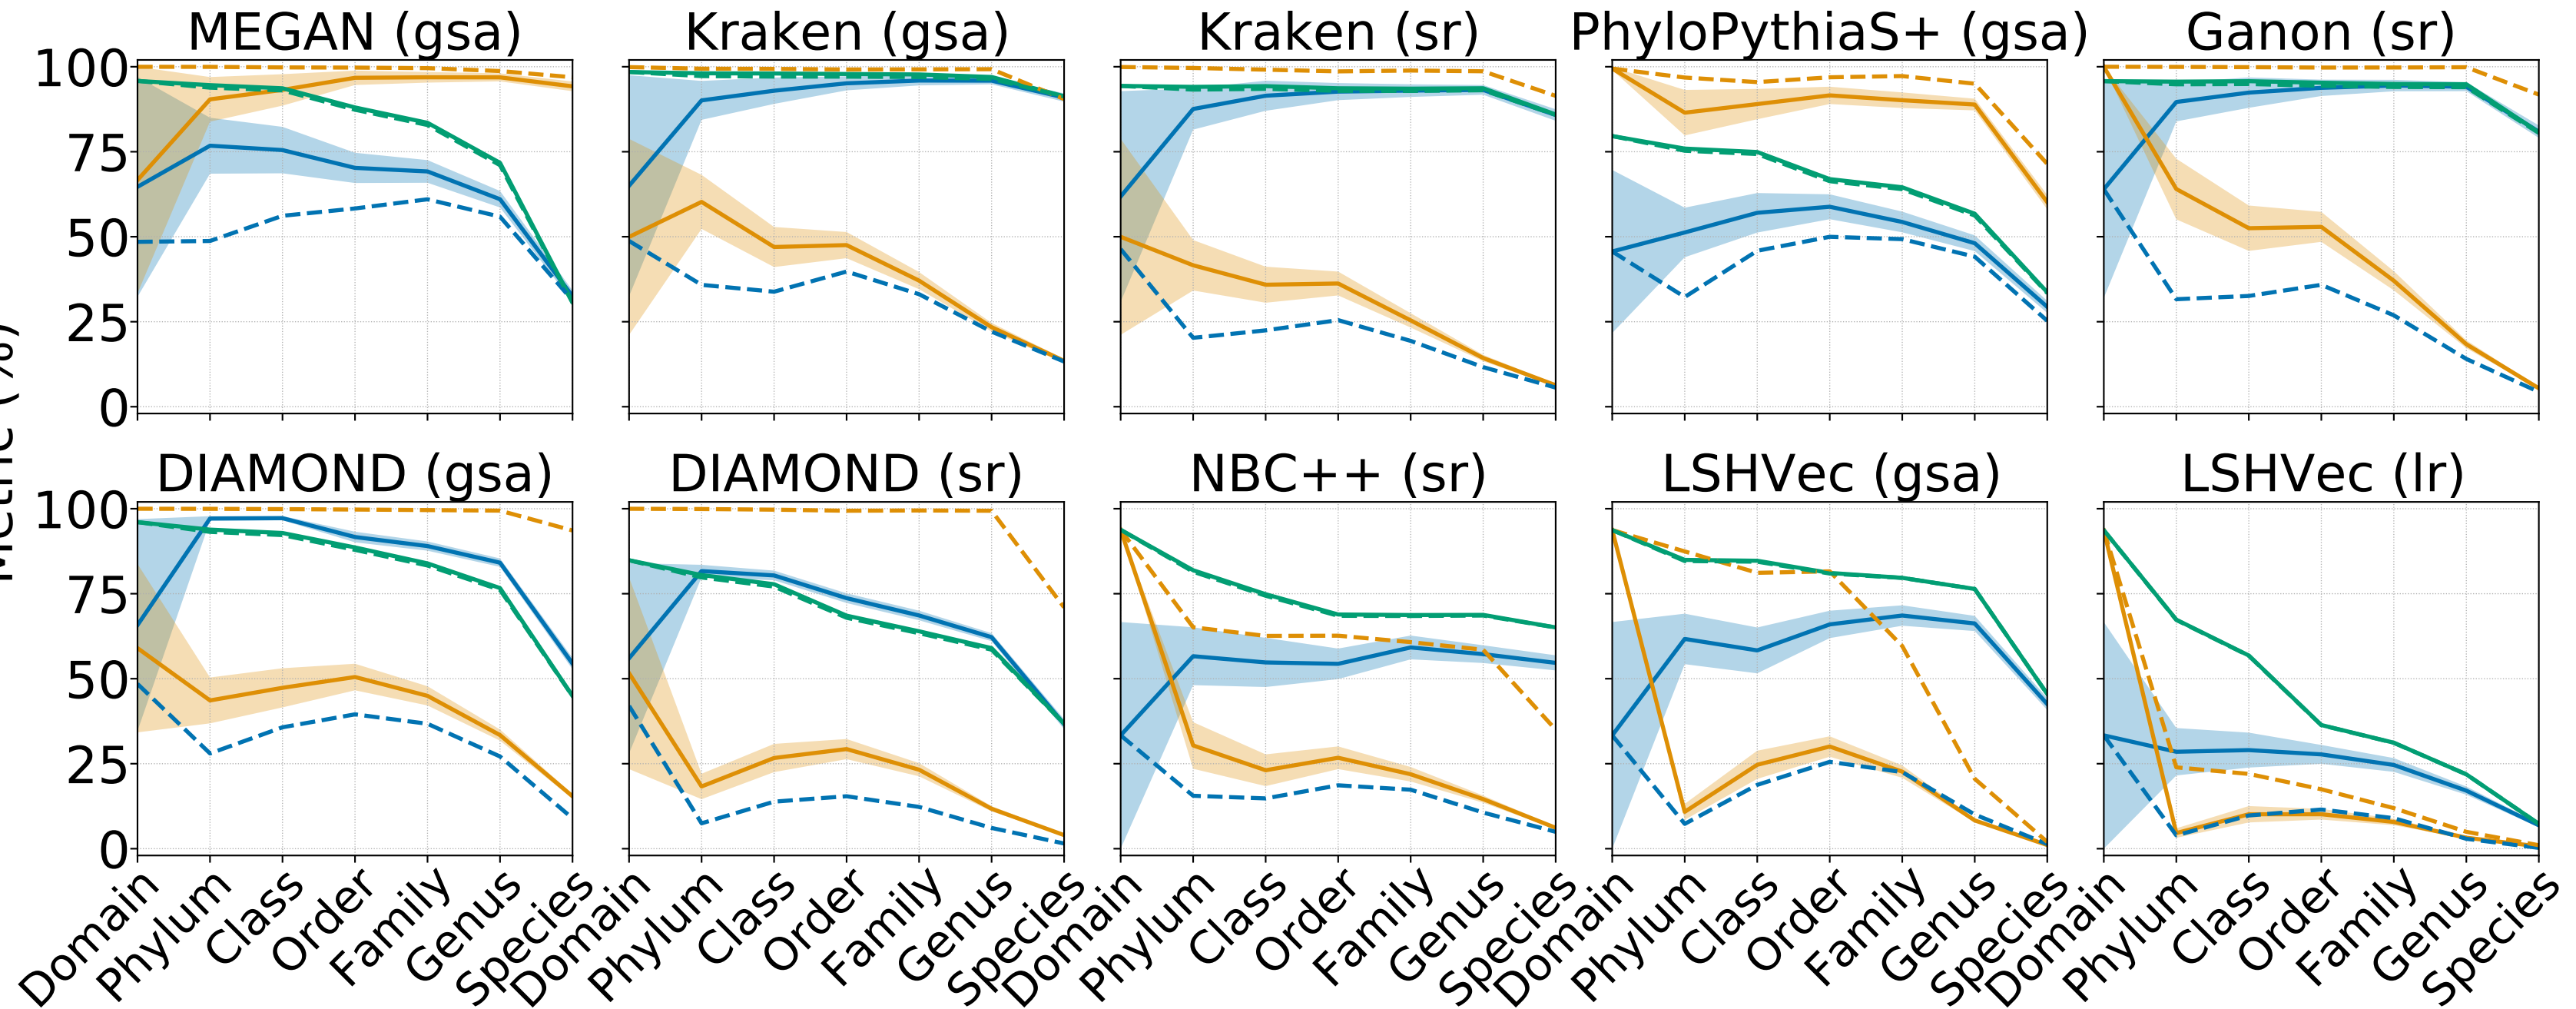 MEGAN (gsa)
Kraken (gsa)
Kraken (sr)
PhyloPythiaS+ (gsa)
Ganon (sr)
100
75
50
25
0
DIAMOND (gsa)
DIAMOND (sr)
NBC++ (sr)
LSHVec (gsa)
LSHVec (lr)
100
75
50
25
0
Domain
Phylum
Class
Order
Family
Genus
Species
Domain
Phylum
Class
Order
Family
Genus
Species
Domain
Phylum
Class
Order
Family
Genus
Species
Domain
Phylum
Class
Order
Family
Genus
Species
Domain
Phylum
Class
Order
Family
Genus
Species